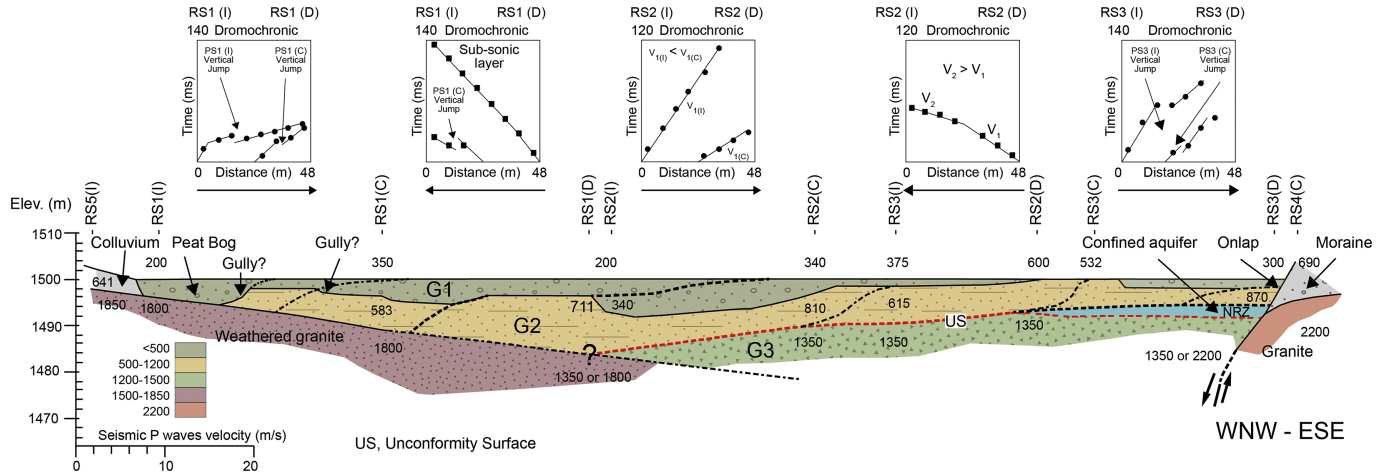 RS1 (I) RS1 (D)
140 Dromochronic
PS1 (I)
Vertical
Jump
PS1 (C)
Vertical
Jump
Time (ms)
0 Distance (m) 48
RS1 (I) RS1 (D)
140 Dromochronic
Sub-sonic
layer
PS1 (C)
Vertical
Jump
Time (ms)
0 Distance (m) 48
RS2 (I) RS2 (D)
120 Dromochronic
V1(I) < V1(C)
V1(I)
V1(C)
Time (ms)
0 Distance (m) 48
RS2 (I) RS2 (D)
120 Dromochronic
V2 > V1
V2
V1
Time (ms)
0 Distance (m) 48
RS3 (I) RS3 (D)
140 Dromochronic
PS3 (I)
Vertical
Jump
PS3 (C)
Vertical
Jump
Time (ms)
0 Distance (m) 48
Elev. (m)
RS5(I)
RS1(I)
RS1(C)
RS1(D)
RS2(I)
RS2(C)
RS3(I)
RS2(D)
RS3(C)
RS3(D)
RS4(C)
1510
1500
1490
1480
1470
Colluvium Peat Bog Gully? Confined aquifer Onlap Moraine
200 Gully? 350 200 340 375 600 532 300 690
641 G1 870
1850 1800 583 711 340 810 615 NRZ
G2 US 1350
Weathered granite 1800 1350 1350 2200
? G3 1350 or 2200 Granite
1350 or 1800
<500
500-1200
1200-1500
1500-1850
2200
Seismic P waves velocity (m/s)
0 10 20
US, Unconformity Surface
WNW - ESE